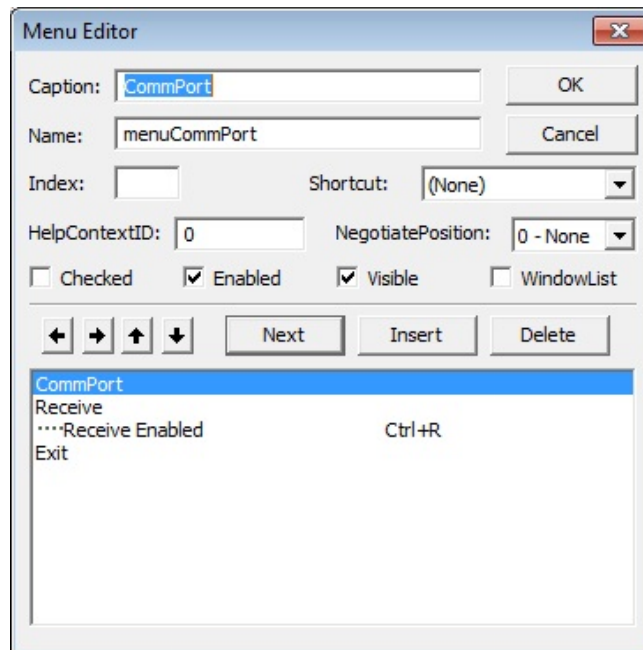 Menu Editor
Caption: CommPort OK
Name: menuCommPort Cancel
Index: Shortcut: (None)
HelpContextID: 0 NegotiatePosition: 0 - None
Checked Enabled Visible WindowList
Next Insert Delete
CommPort
Receive
····Receive Enabled Ctrl+R
Exit